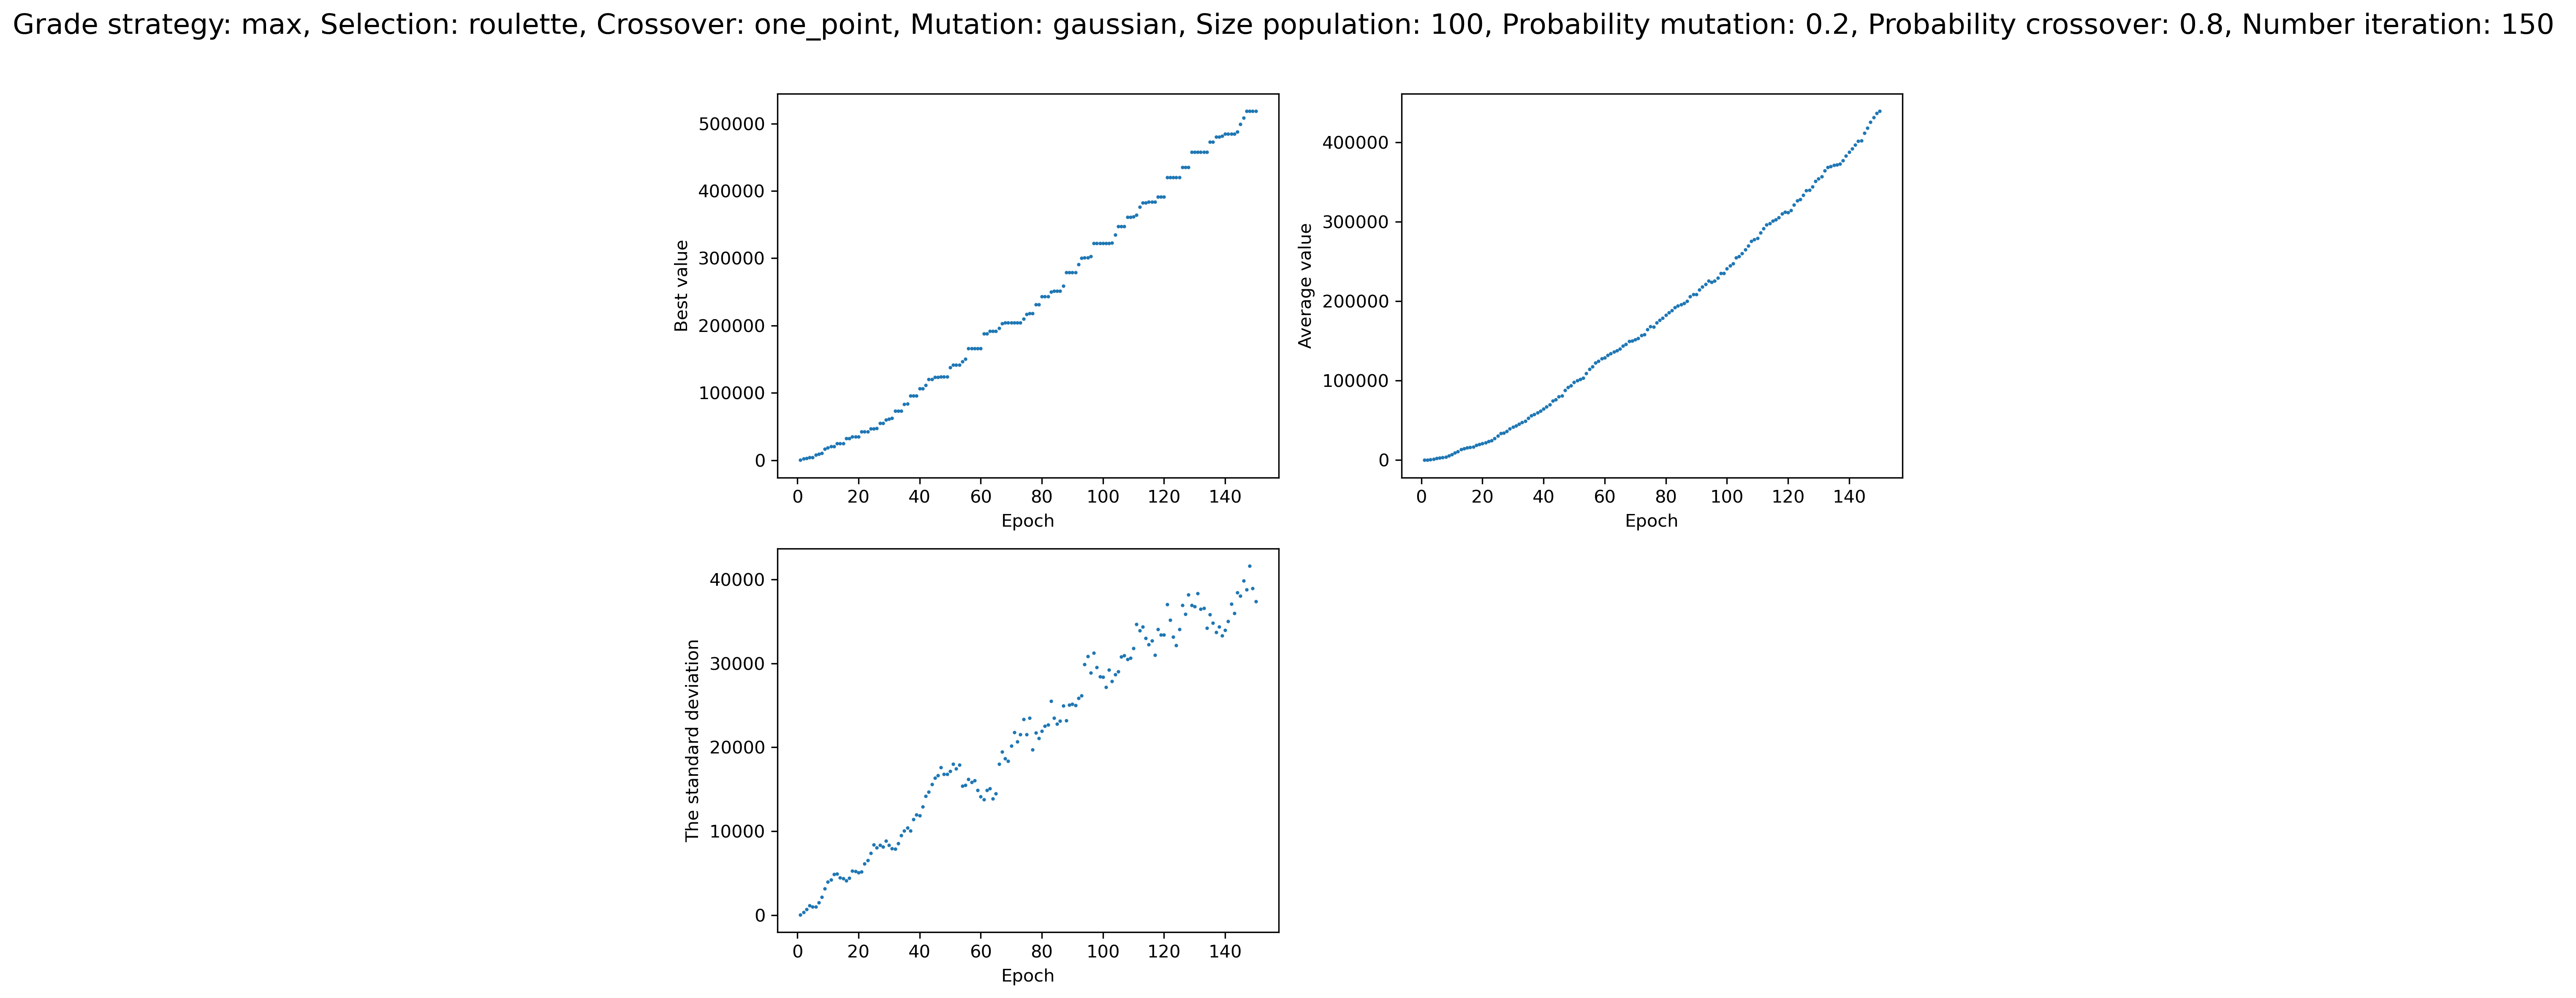 Grade strategy: max, Selection: roulette, Crossover: one_point, Mutation: gaussian, Size population: 100, Probability mutation: 0.2, Probability crossover: 0.8, Number iteration: 150
Best value
500000
400000
300000
200000
100000
0
0 20 40 60 80 100 120 140
Epoch
Average value
400000
300000
200000
100000
0
0 20 40 60 80 100 120 140
Epoch
The standard deviation
40000
30000
20000
10000
0
0 20 40 60 80 100 120 140
Epoch